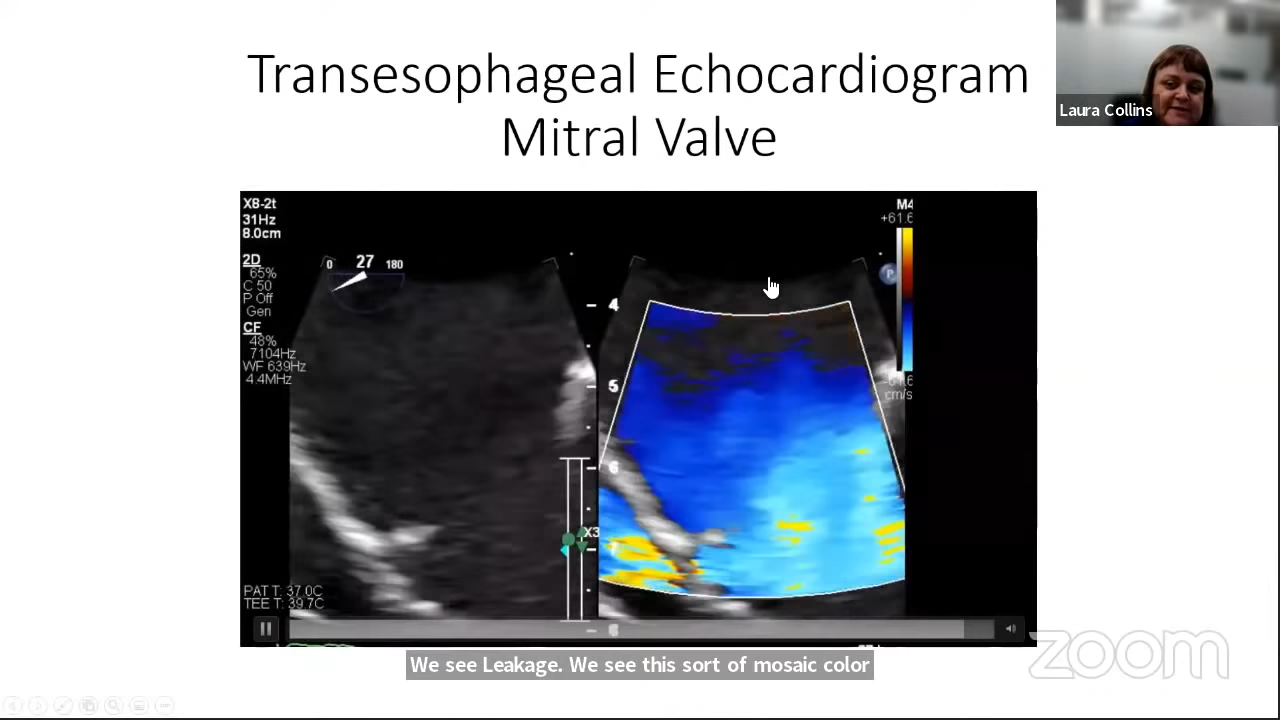 Transesophageal Echocardiogram
Mitral Valve
Laura Collins
X8-2t
31Hz
8.0cm
2D
65%
C 50
P Off
Gen
CF
48%
7104Hz
WF 639Hz
4.4MHz
0 27 180
4
5
6
X3
M4
+61.6
P
cm/s
PAT T: 37.0C
TEE T: 39.7C
We see Leakage. We see this sort of mosaic color
zoom